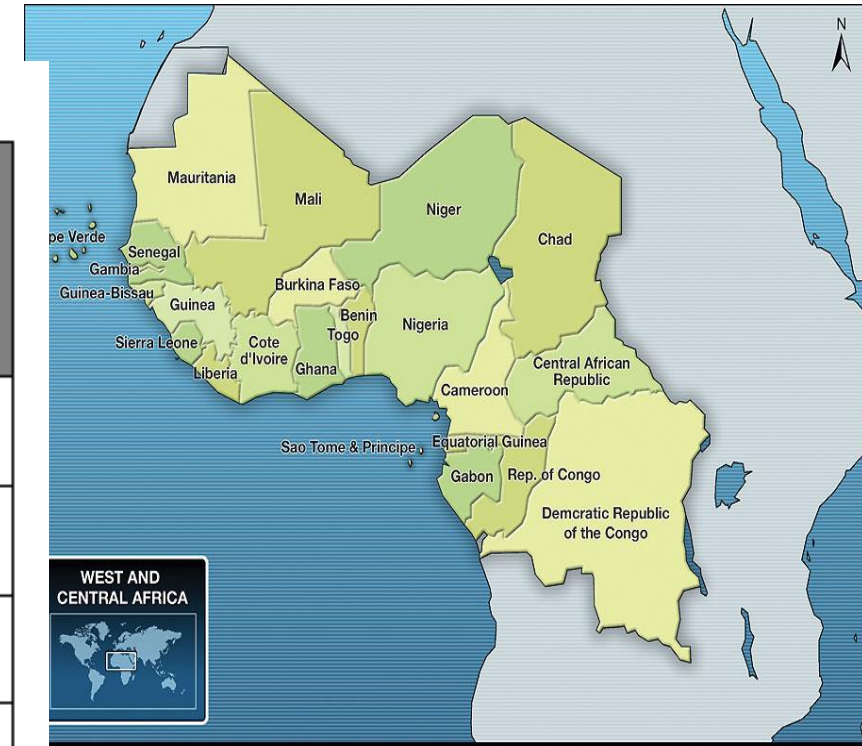 N
Mauritania
Mali
Niger
Chad
pe Verde
Senegal
Gambia
Guinea-Bissau
Burkina Faso
Guinea
Benin
Nigeria
Togo
Sierra Leone
Cote
d'Ivoire
Ghana
Liberia
Central African
Republic
Cameroon
Sao Tome & Principe
Equatorial Guinea
Gabon
Rep. of Congo
Demcratic Republic
of the Congo
WEST AND
CENTRAL AFRICA